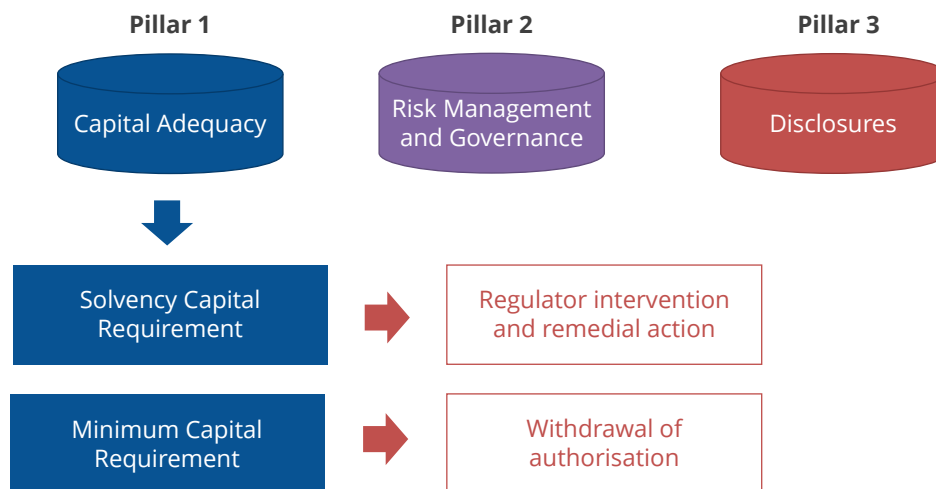 Pillar 1
Pillar 2
Pillar 3
Capital Adequacy
Risk Management
and Governance
Disclosures
Solvency Capital
Requirement
Regulator intervention
and remedial action
Minimum Capital
Requirement
Withdrawal of
authorisation